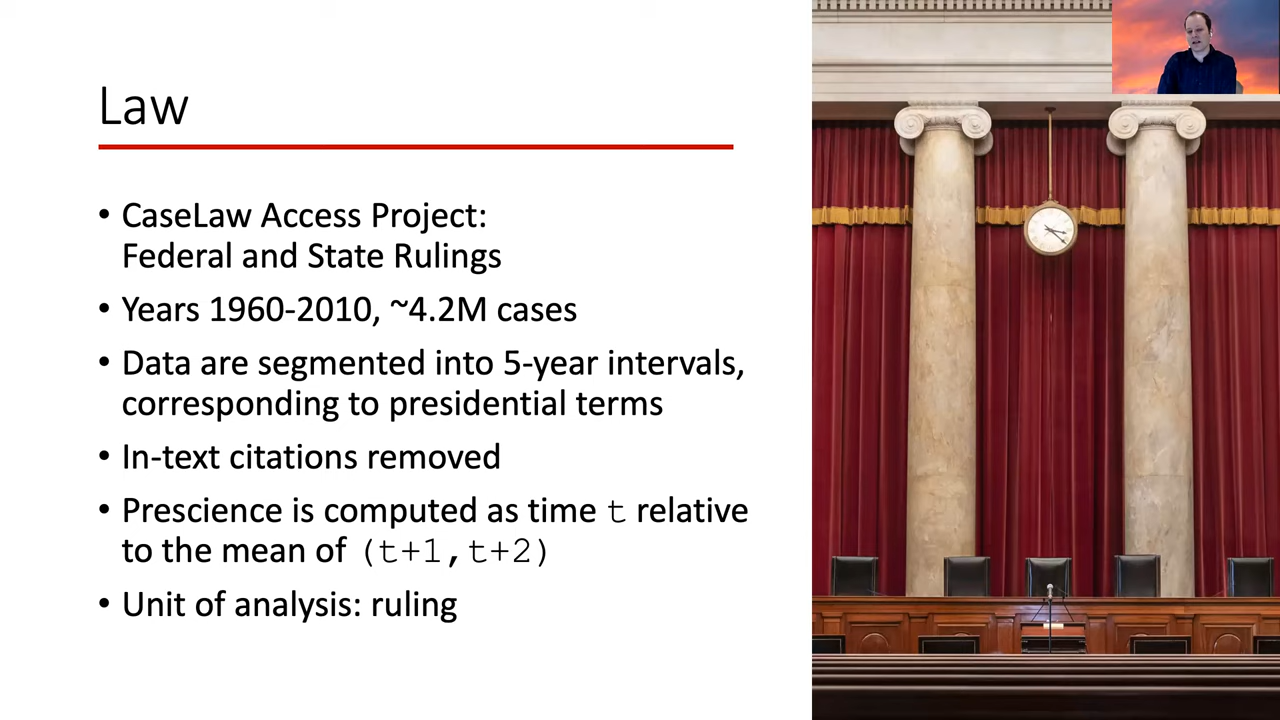 Law
• CaseLaw Access Project:
Federal and State Rulings
• Years 1960-2010, ~4.2M cases
• Data are segmented into 5-year intervals,
corresponding to presidential terms
• In-text citations removed
• Prescience is computed as time t relative
to the mean of (t+1,t+2)
• Unit of analysis: ruling